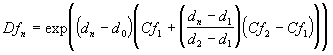 Df_n = exp((d_n − d_0)(Cf_1 + ((d_n − d_1)/(d_2 − d_1))(Cf_2 − Cf_1)))